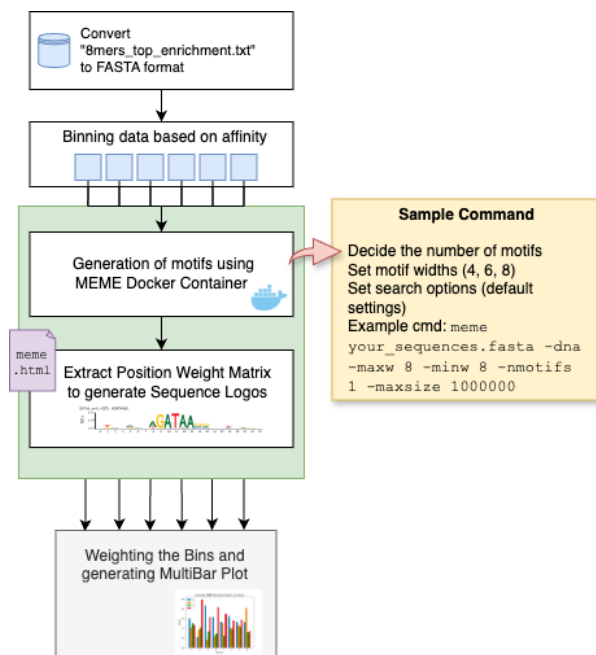 Convert
"8mers_top_enrichment.txt"
to FASTA format
Binning data based on affinity
Generation of motifs using
MEME Docker Container
meme
.html
Extract Position Weight Matrix
to generate Sequence Logos
GATAA
Weighting the Bins and
generating MultiBar Plot
Sample Command
Decide the number of motifs
Set motif widths (4, 6, 8)
Set search options (default
settings)
Example cmd: meme
your_sequences.fasta -dna
-maxw 8 -minw 8 -nmotifs
1 -maxsize 1000000